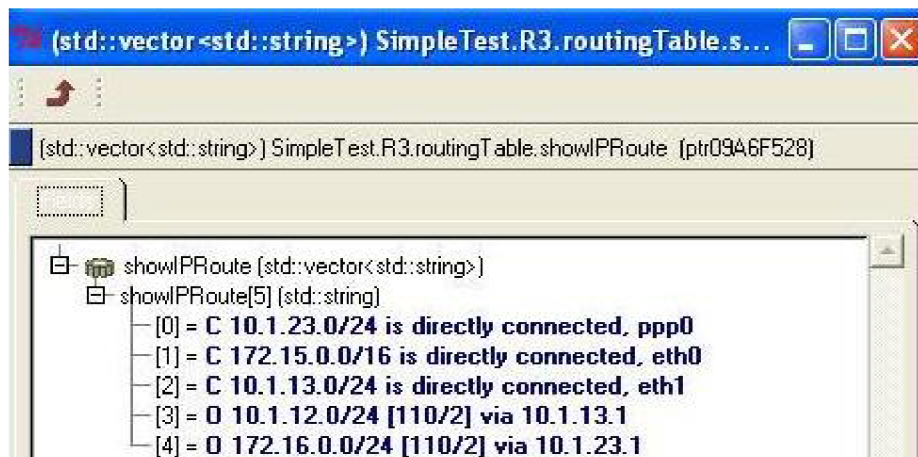 (std::vector<std::string>) SimpleTest.R3.routingTable.s...
(std::vector<std::string>) SimpleTest.R3.routingTable.showIPRoute (ptr09A6F528)
showIPRoute (std::vector<std::string>)
showIPRoute[5] (std::string)
[0] = C 10.1.23.0/24 is directly connected, ppp0
[1] = C 172.15.0.0/16 is directly connected, eth0
[2] = C 10.1.13.0/24 is directly connected, eth1
[3] = O 10.1.12.0/24 [110/2] via 10.1.13.1
[4] = O 172.16.0.0/24 [110/2] via 10.1.23.1